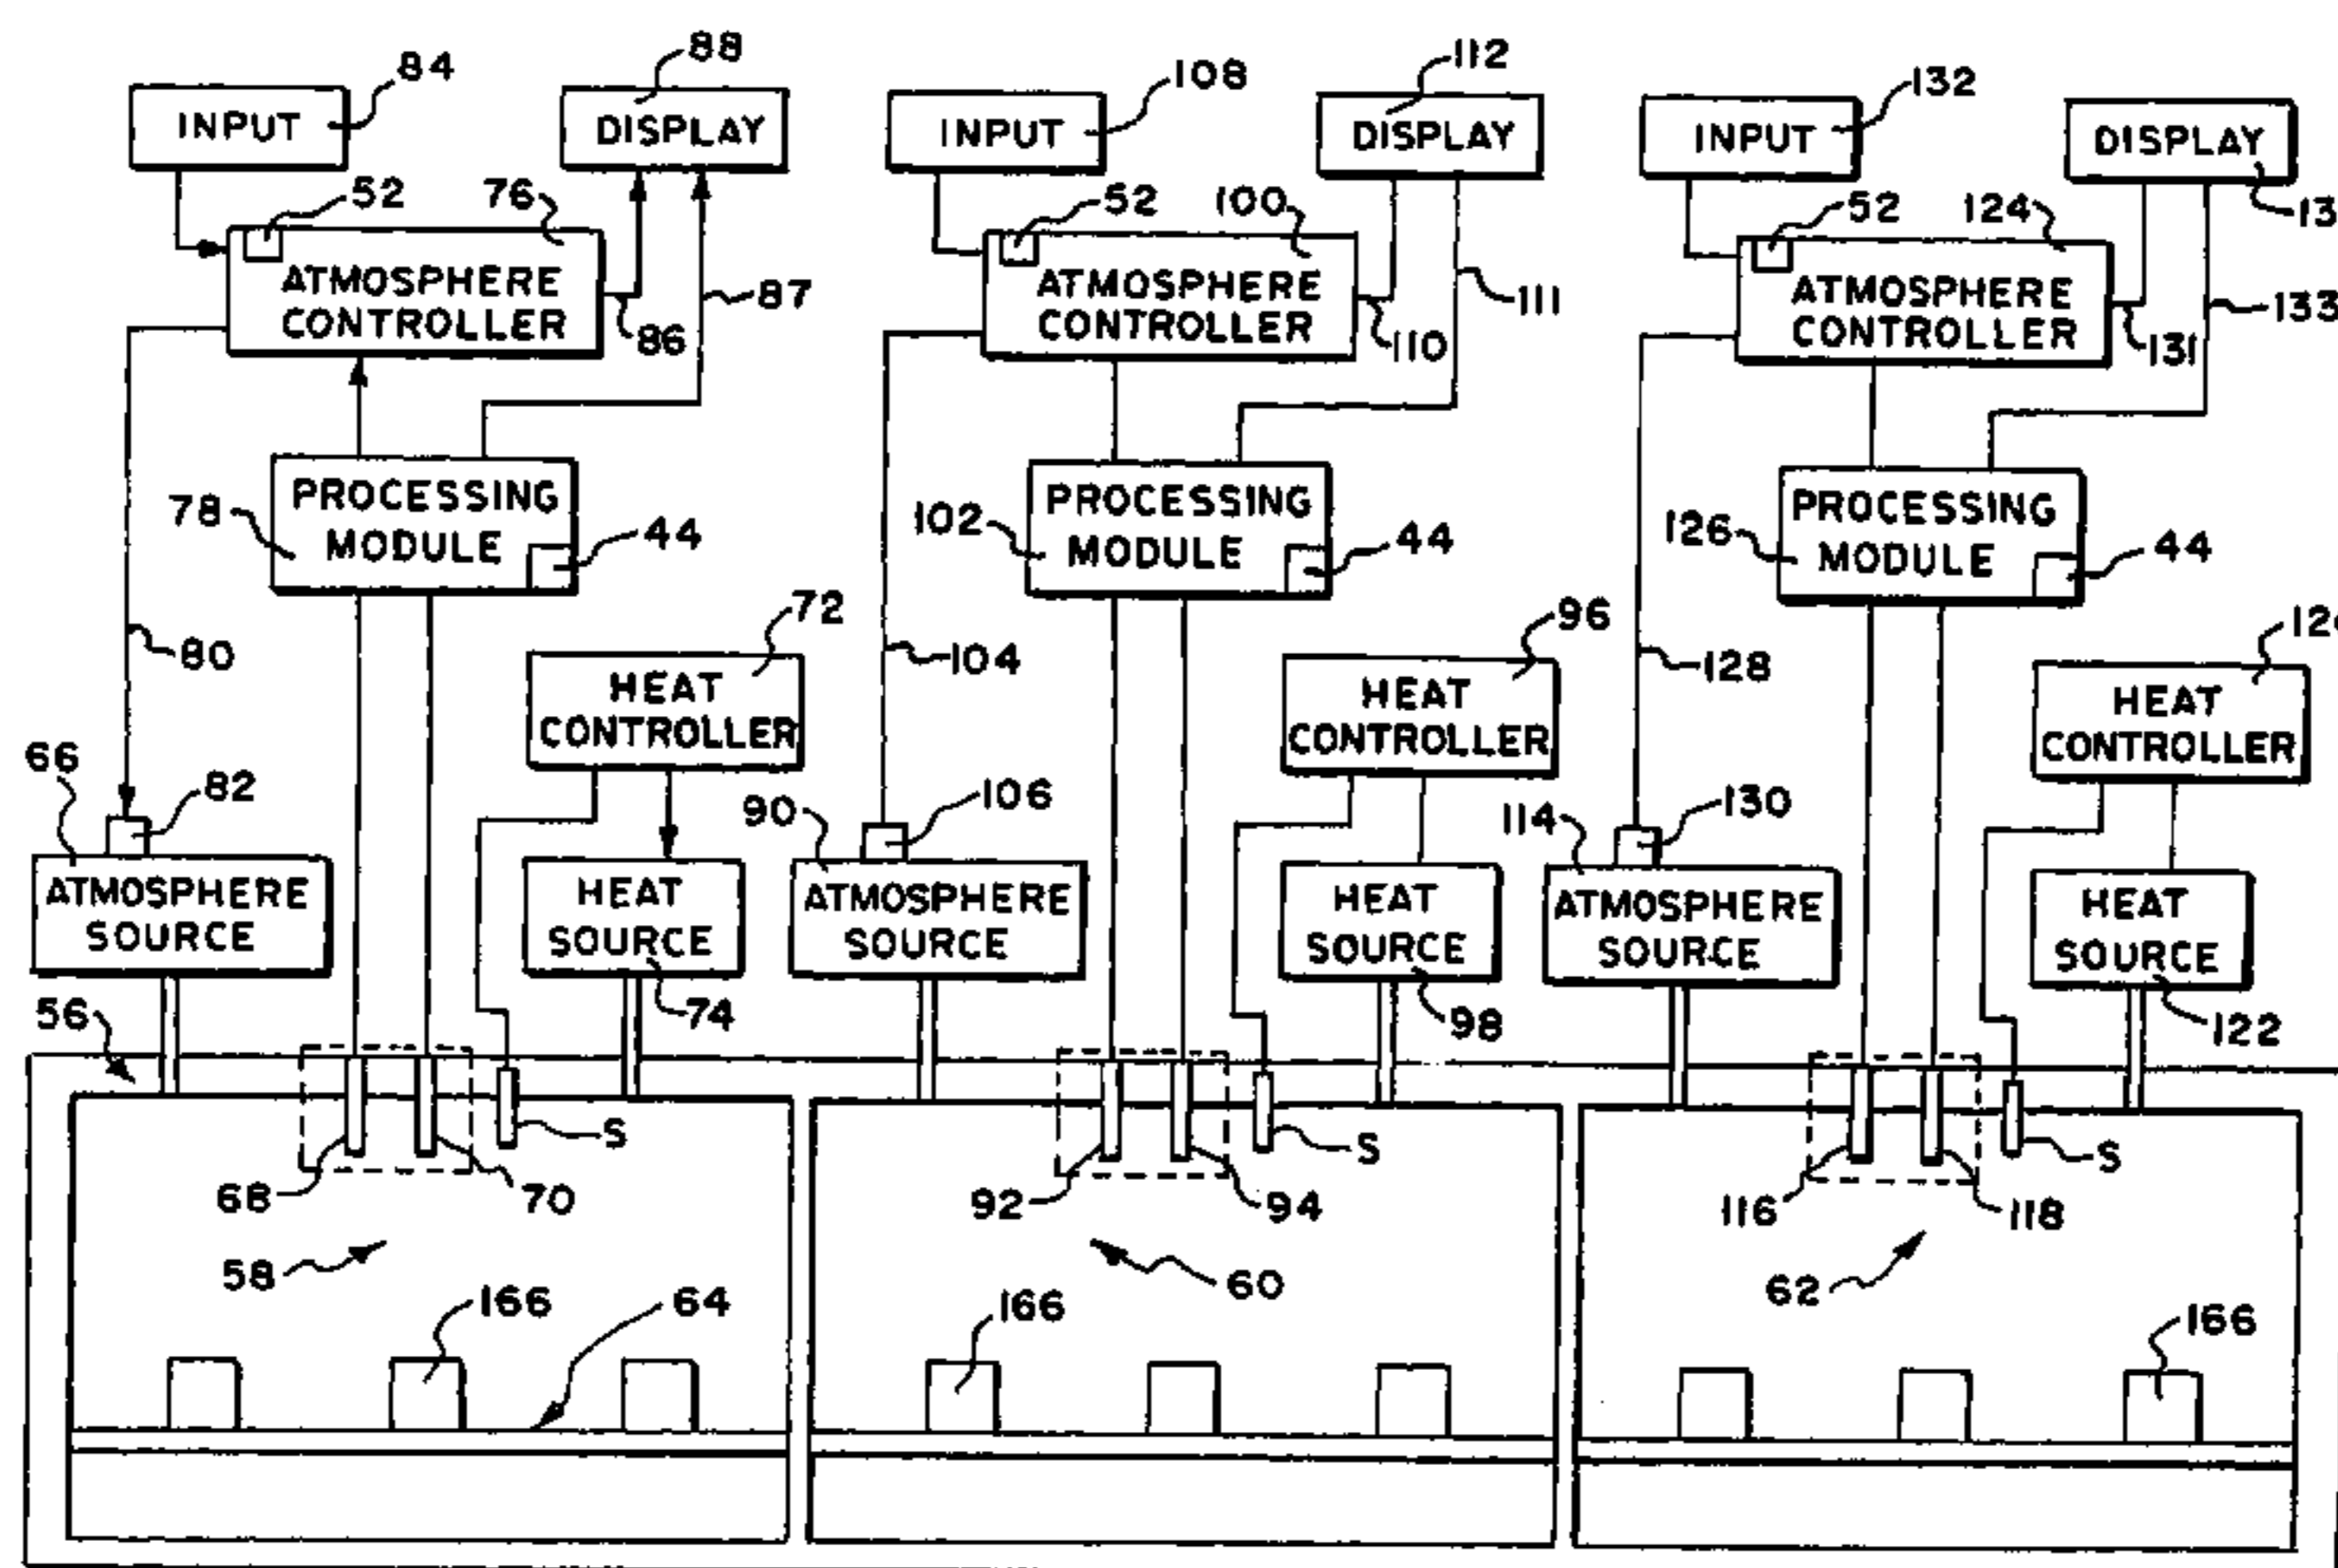 88
84
112
108
132
INPUT
DISPLAY
INPUT
DISPLAY
INPUT
DISPLAY
52
76
52
100
52
124
13
ATMOSPHERE
CONTROLLER
87
86
ATMOSPHERE
CONTROLLER
111
110
ATMOSPHERE
CONTROLLER
133
131
78
PROCESSING
MODULE
44
102
PROCESSING
MODULE
44
126
PROCESSING
MODULE
44
80
72
HEAT
CONTROLLER
104
96
HEAT
CONTROLLER
128
HEAT
CONTROLLER
66
82
90
106
114
130
ATMOSPHERE
SOURCE
HEAT
SOURCE
ATMOSPHERE
SOURCE
HEAT
SOURCE
ATMOSPHERE
SOURCE
HEAT
SOURCE
56
74
98
122
S
S
S
68
70
92
94
116
118
58
60
62
166
64
166
166